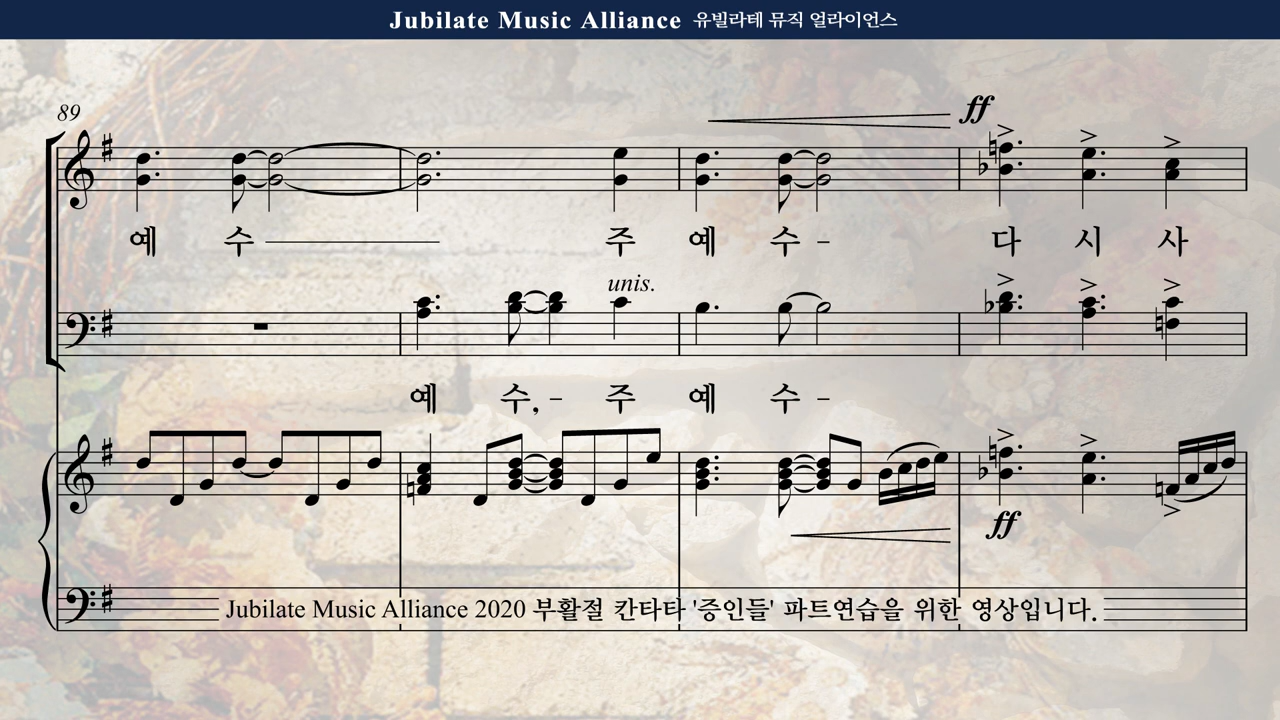 Jubilate Music Alliance 유빌라테 뮤직 얼라이언스
89
ff
예 수 주 예 수 - 다 시 사
unis.
예 수, - 주 예 수 -
ff
Jubilate Music Alliance 2020 부활절 칸타타 '증인들' 파트연습을 위한 영상입니다.